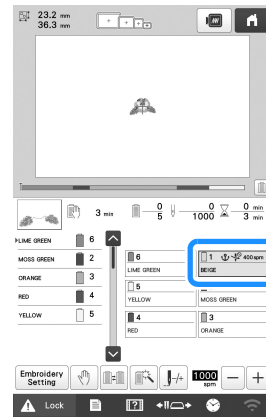 23.2 mm
36.3 mm
3 min
0
5
0
1000
0 min
3 min
LIME GREEN 6
MOSS GREEN 2
ORANGE 3
RED 4
YELLOW 5
6
LIME GREEN
1 400 spm
BEIGE
5
YELLOW
MOSS GREEN
4
RED
3
ORANGE
Embroidery
Setting
1000
spm
Lock